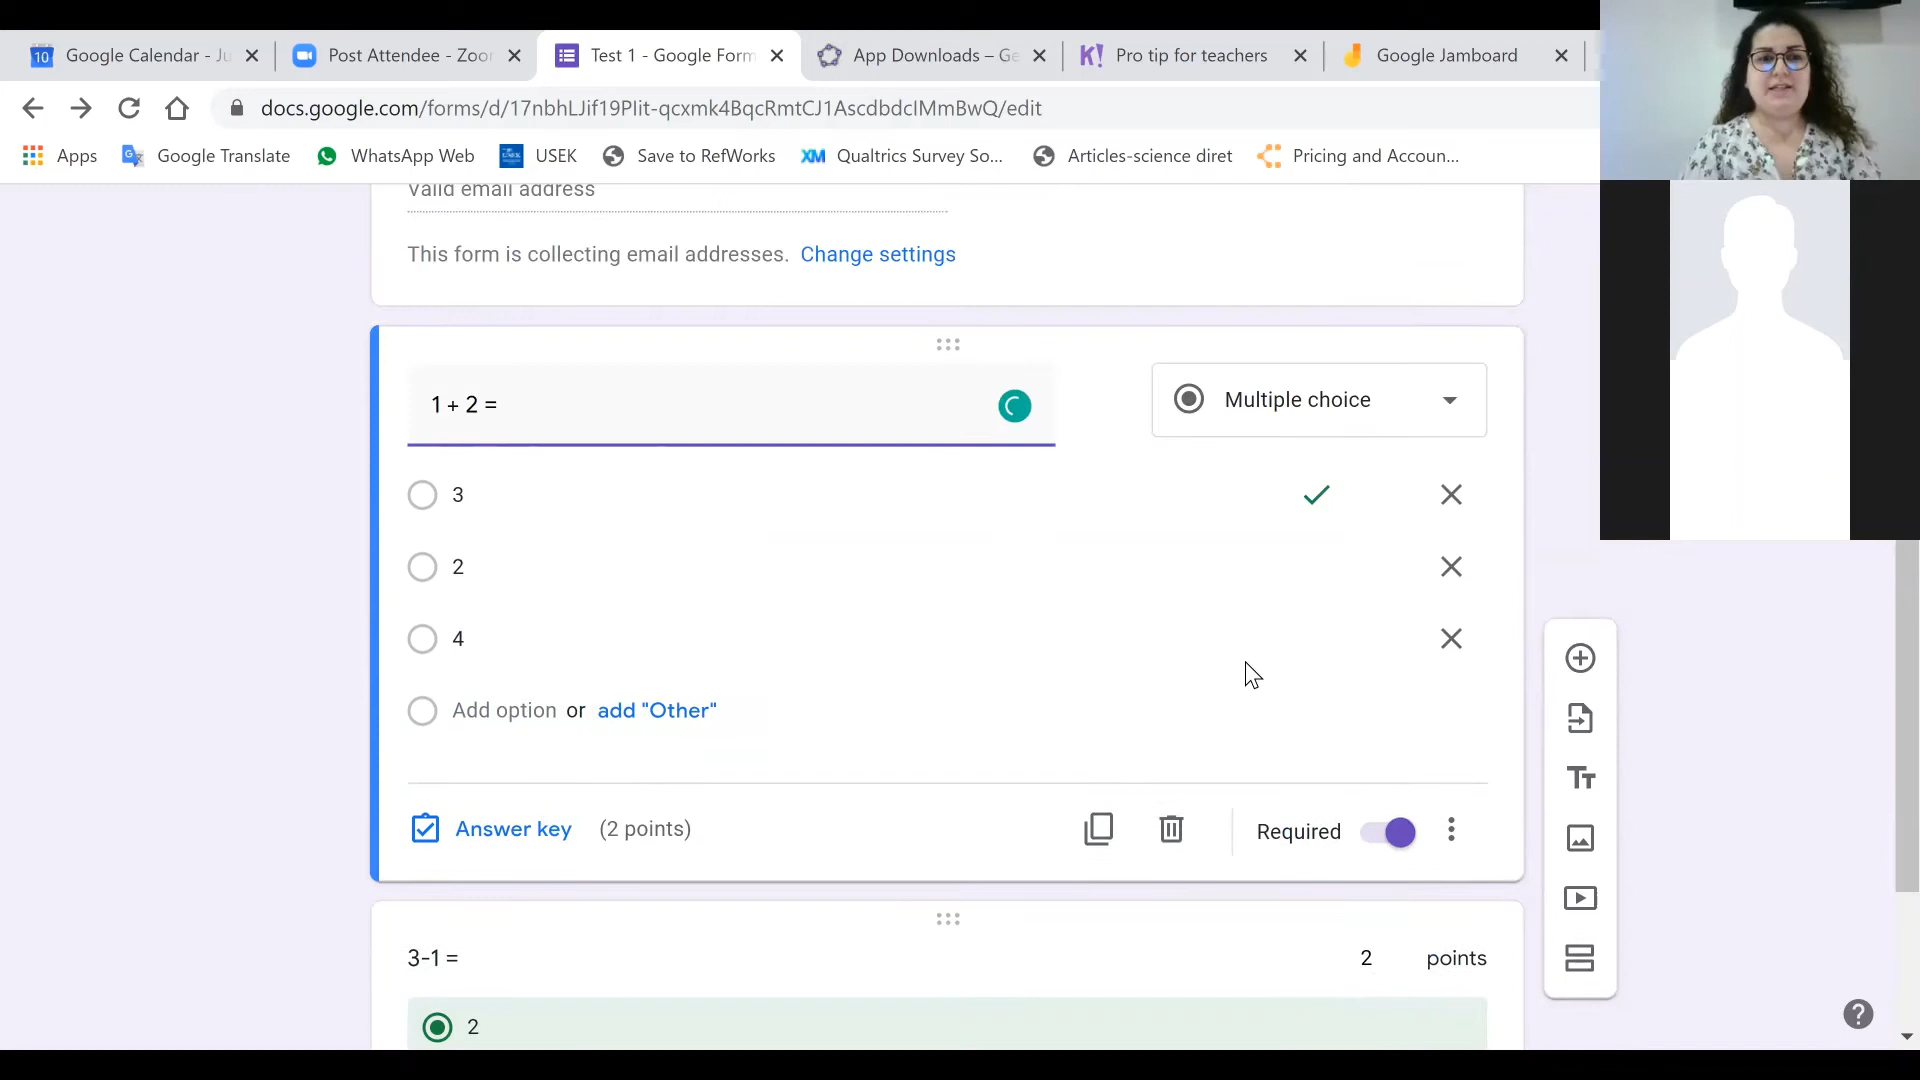 Google Calendar - Ju
Post Attendee - Zoom
Test 1 - Google Form
App Downloads – Ge
K! Pro tip for teachers
Google Jamboard
10
docs.google.com/forms/d/17nbhLJif19PIit-qcxmk4BqcRmtCJ1AscdbdcIMmBwQ/edit
Apps
Google Translate
WhatsApp Web
USEK
USEK
Save to RefWorks
XM Qualtrics Survey So...
Articles-science diret
Pricing and Accoun...
Valid email address
This form is collecting email addresses. Change settings
1 + 2 =
Multiple choice
3
2
4
Add option or add "Other"
Answer key (2 points)
Required
Tт
3-1 =
2 points
2
?